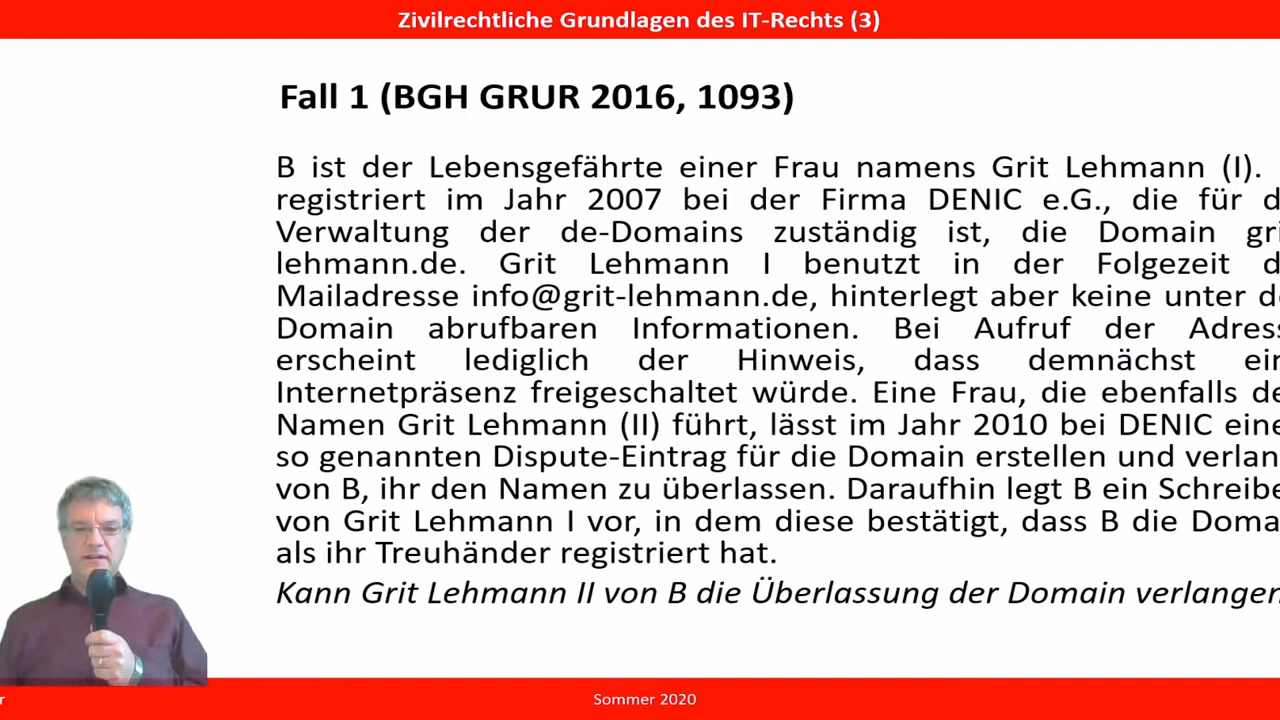 Zivilrechtliche Grundlagen des IT-Rechts (3)
Fall 1 (BGH GRUR 2016, 1093)
B ist der Lebensgefährte einer Frau namens Grit Lehmann (I).
registriert im Jahr 2007 bei der Firma DENIC e.G., die für d
Verwaltung der de-Domains zuständig ist, die Domain gri
lehmann.de. Grit Lehmann I benutzt in der Folgezeit d
Mailadresse info@grit-lehmann.de, hinterlegt aber keine unter de
Domain abrufbaren Informationen. Bei Aufruf der Adress
erscheint lediglich der Hinweis, dass demnächst ein
Internetpräsenz freigeschaltet würde. Eine Frau, die ebenfalls de
Namen Grit Lehmann (II) führt, lässt im Jahr 2010 bei DENIC eine
so genannten Dispute-Eintrag für die Domain erstellen und verlan
von B, ihr den Namen zu überlassen. Daraufhin legt B ein Schreibe
von Grit Lehmann I vor, in dem diese bestätigt, dass B die Doma
als ihr Treuhänder registriert hat.
Kann Grit Lehmann II von B die Überlassung der Domain verlangen
r
Sommer 2020